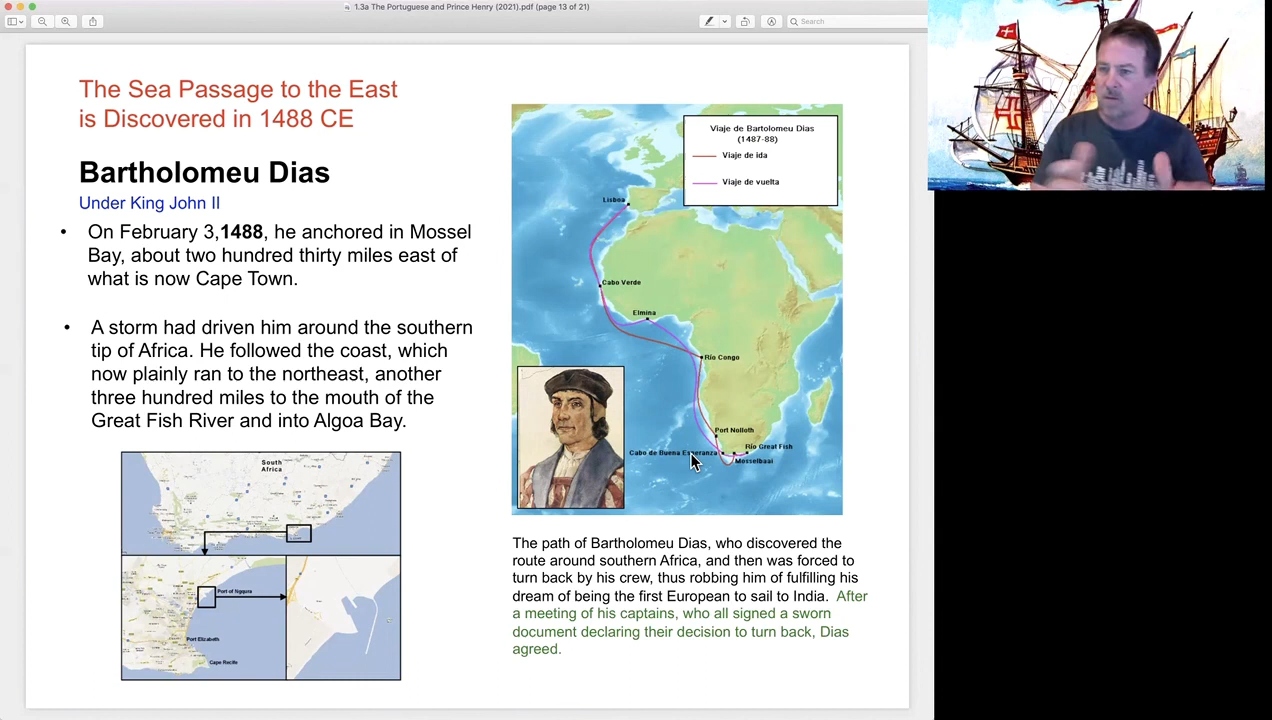 1.3a The Portuguese and Prince Henry (2021).pdf (page 13 of 21)
Search
The Sea Passage to the East
is Discovered in 1488 CE
Bartholomeu Dias
Under King John II
• On February 3,1488, he anchored in Mossel
Bay, about two hundred thirty miles east of
what is now Cape Town.
• A storm had driven him around the southern
tip of Africa. He followed the coast, which
now plainly ran to the northeast, another
three hundred miles to the mouth of the
Great Fish River and into Algoa Bay.
South
Africa
Port of Ngqura
Port Elizabeth
Cape Recife
Viaje de Bartolomeu Dias
(1487-88)
Viaje de ida
Viaje de vuelta
Lisboa
Cabo Verde
Elmina
Río Congo
Port Nolloth
Río Great Fish
Cabo de Buena Esperanza
Mosselbaai
The path of Bartholomeu Dias, who discovered the
route around southern Africa, and then was forced to
turn back by his crew, thus robbing him of fulfilling his
dream of being the first European to sail to India. After
a meeting of his captains, who all signed a sworn
document declaring their decision to turn back, Dias
agreed.